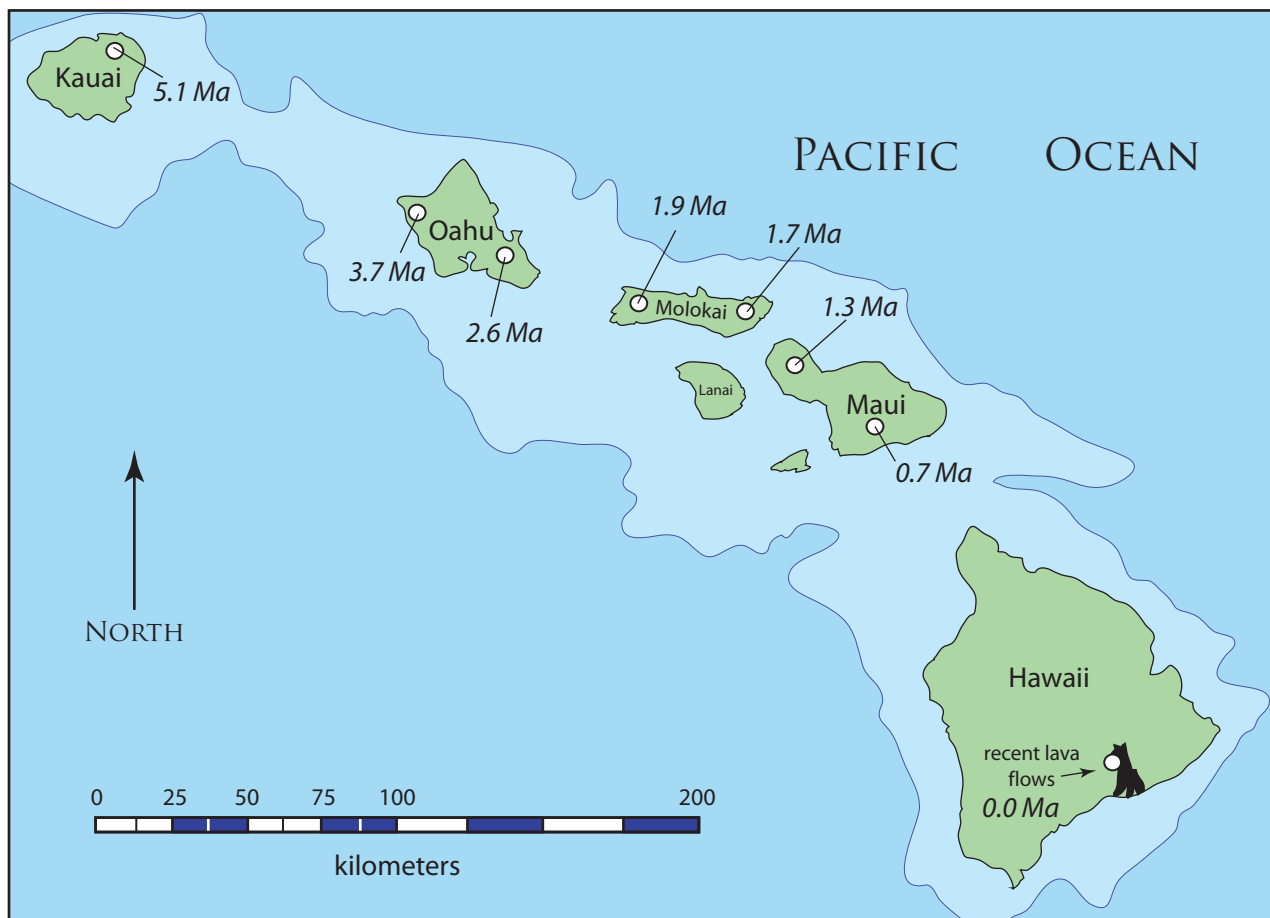 Kauai
5.1 Ma
PACIFIC OCEAN
1.9 Ma
1.7 Ma
Oahu
3.7 Ma
Molokai
1.3 Ma
2.6 Ma
Lanai
Maui
0.7 Ma
NORTH
Hawaii
recent lava
flows
0.0 Ma
0 25 50 75 100 200
kilometers